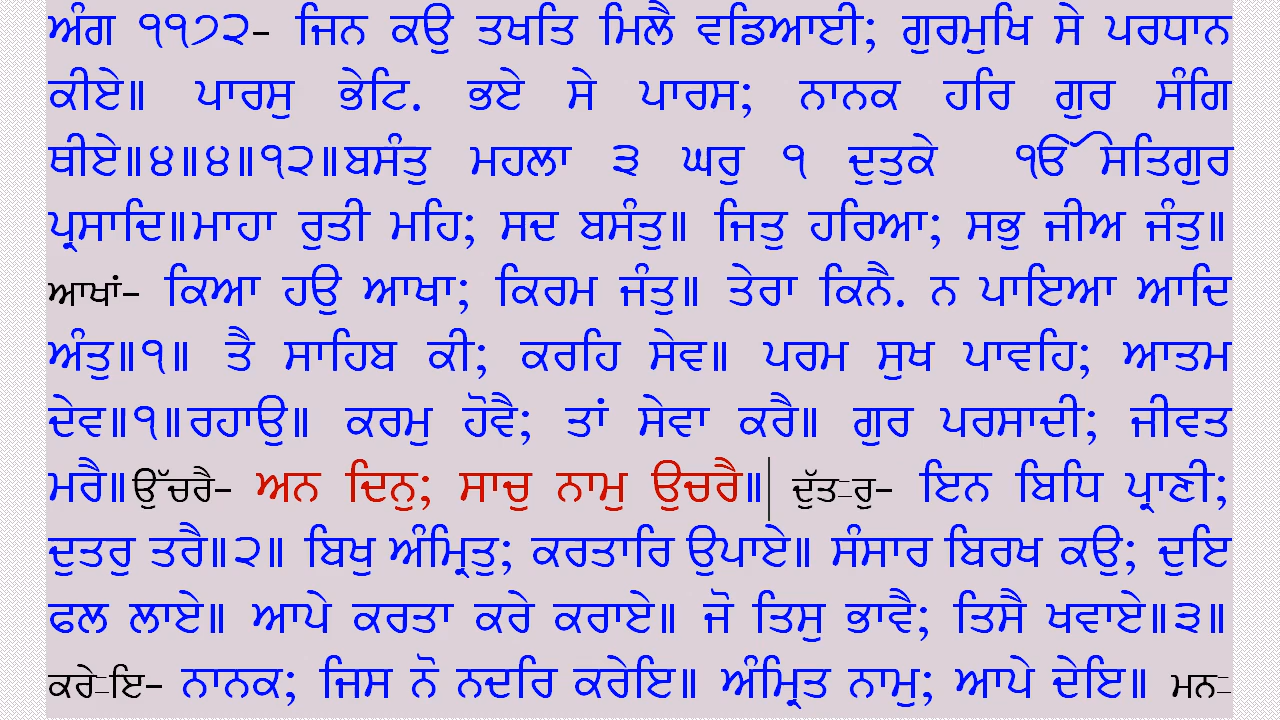 ਅੰਗ ੧੧੭੨– ਜਿਨ ਕਉ ਤਖਤਿ ਮਿਲੈ ਵਡਿਆਈ; ਗੁਰਮੁਖਿ ਸੇ ਪਰਧਾਨ
ਕੀਏ॥ ਪਾਰਸੁ ਭੇਟਿ. ਭਏ ਸੇ ਪਾਰਸ; ਨਾਨਕ ਹਰਿ ਗੁਰ ਸੰਗਿ
ਥੀਏ॥੪॥੪॥੧੨॥ਬਸੰਤੁ ਮਹਲਾ ੩ ਘਰੁ ੧ ਦੁਤੁਕੇ ੴ ਸਤਿਗੁਰ
ਪ੍ਰਸਾਦਿ॥ਮਾਹਾ ਰੁਤੀ ਮਹਿ; ਸਦ ਬਸੰਤੁ॥ ਜਿਤੁ ਹਰਿਆ; ਸਭੁ ਜੀਅ ਜੰਤੁ॥
ਆਖਾਂ– ਕਿਆ ਹਉ ਆਖਾ; ਕਿਰਮ ਜੰਤੁ॥ ਤੇਰਾ ਕਿਨੈ. ਨ ਪਾਇਆ ਆਦਿ
ਅੰਤੁ॥੧॥ ਤੈ ਸਾਹਿਬ ਕੀ; ਕਰਹਿ ਸੇਵ॥ ਪਰਮ ਸੁਖ ਪਾਵਹਿ; ਆਤਮ
ਦੇਵ॥੧॥ਰਹਾਉ॥ ਕਰਮੁ ਹੋਵੈ; ਤਾਂ ਸੇਵਾ ਕਰੈ॥ ਗੁਰ ਪਰਸਾਦੀ; ਜੀਵਤ
ਮਰੈ॥ਉੱਚਰੈ– ਅਨ ਦਿਨੁ; ਸਾਚੁ ਨਾਮੁ ਉਚਰੈ॥ ਦੁੱਤ-ਰੁ– ਇਨ ਬਿਧਿ ਪ੍ਰਾਣੀ;
ਦੁਤਰੁ ਤਰੈ॥੨॥ ਬਿਖੁ ਅੰਮ੍ਰਿਤੁ; ਕਰਤਾਰਿ ਉਪਾਏ॥ ਸੰਸਾਰ ਬਿਰਖ ਕਉ; ਦੁਇ
ਫਲ ਲਾਏ॥ ਆਪੇ ਕਰਤਾ ਕਰੇ ਕਰਾਏ॥ ਜੋ ਤਿਸੁ ਭਾਵੈ; ਤਿਸੈ ਖਵਾਏ॥੩॥
ਕਰੇ-ਇ– ਨਾਨਕ; ਜਿਸ ਨੋ ਨਦਰਿ ਕਰੇਇ॥ ਅੰਮ੍ਰਿਤ ਨਾਮੁ; ਆਪੇ ਦੇਇ॥ ਮਨ-